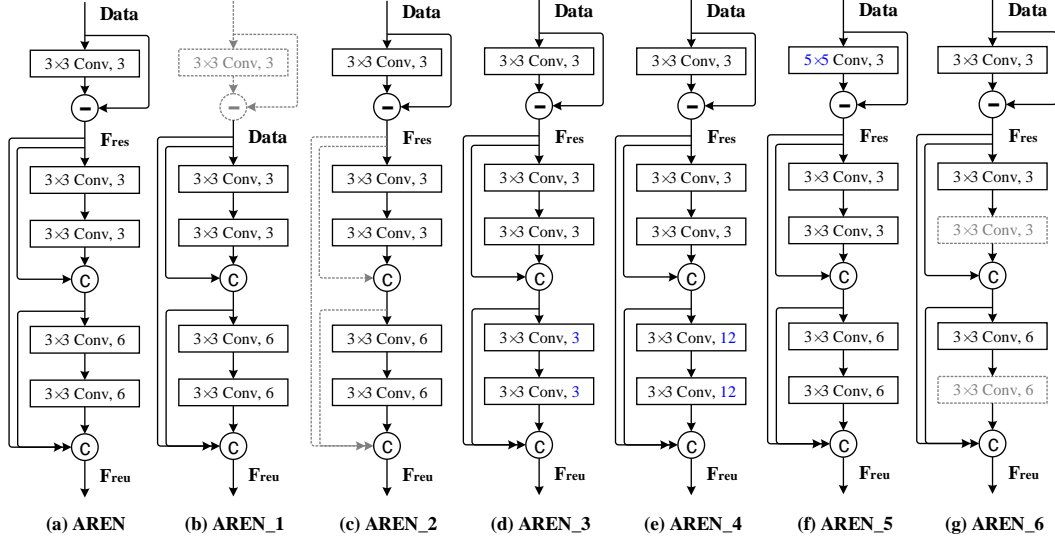 Data Data Data Data Data Data
3×3 Conv, 3 3×3 Conv, 3 3×3 Conv, 3 3×3 Conv, 3 3×3 Conv, 3 5×5 Conv, 3 3×3 Conv, 3
− − − − − − −
Fres Data Fres Fres Fres Fres Fres
3×3 Conv, 3 3×3 Conv, 3 3×3 Conv, 3 3×3 Conv, 3 3×3 Conv, 3 3×3 Conv, 3 3×3 Conv, 3
3×3 Conv, 3 3×3 Conv, 3 3×3 Conv, 3 3×3 Conv, 3 3×3 Conv, 3 3×3 Conv, 3 3×3 Conv, 3
C C C C C C C
3×3 Conv, 6 3×3 Conv, 6 3×3 Conv, 6 3×3 Conv, 3 3×3 Conv, 12 3×3 Conv, 6 3×3 Conv, 6
3×3 Conv, 6 3×3 Conv, 6 3×3 Conv, 6 3×3 Conv, 3 3×3 Conv, 12 3×3 Conv, 6 3×3 Conv, 6
C C C C C C C
Freu Freu Freu Freu Freu Freu Freu
(a) AREN (b) AREN_1 (c) AREN_2 (d) AREN_3 (e) AREN_4 (f) AREN_5 (g) AREN_6